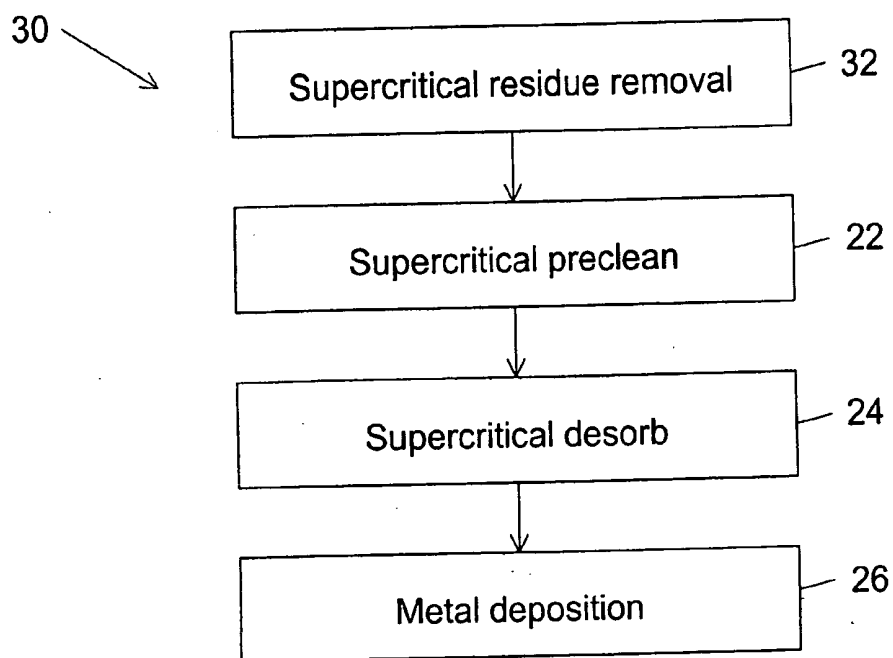 30
Supercritical residue removal
32
Supercritical preclean
22
Supercritical desorb
24
Metal deposition
26